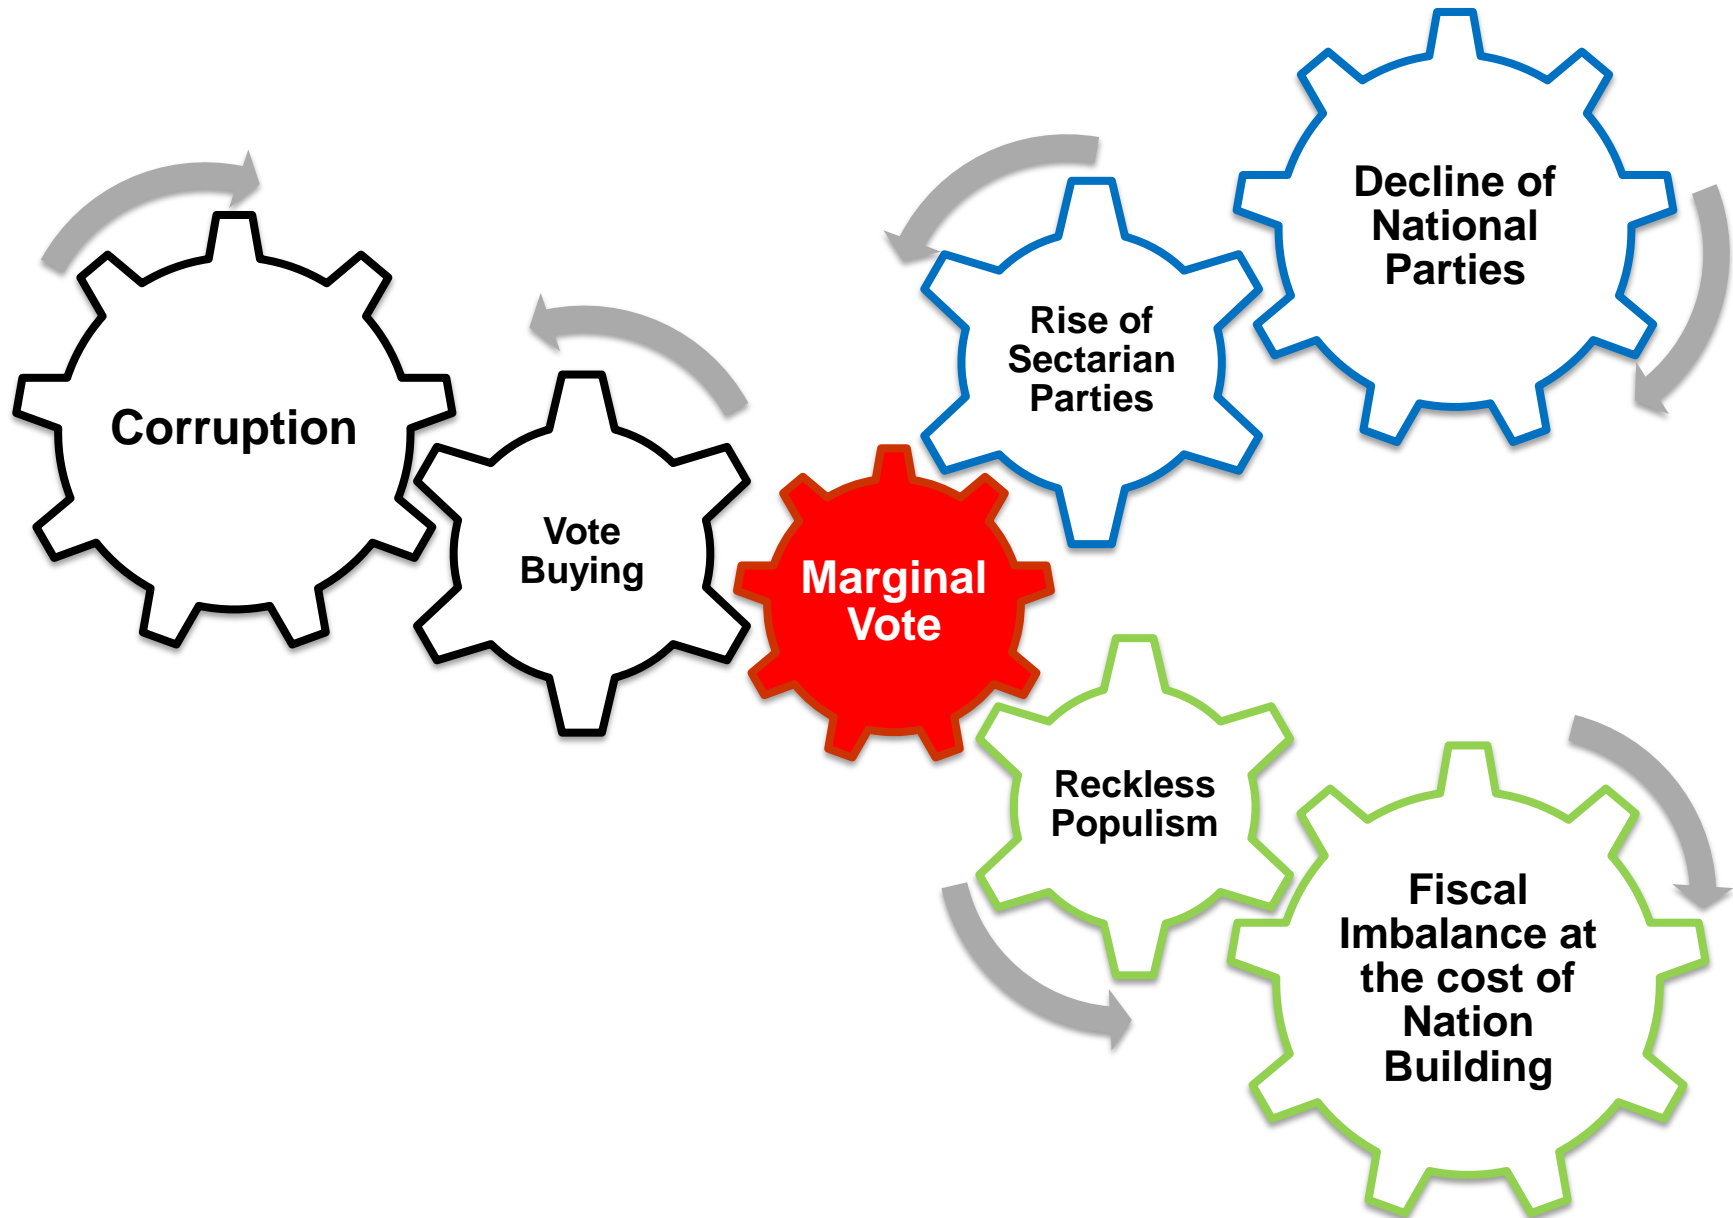 Corruption
Vote
Buying
Marginal
Vote
Rise of
Sectarian
Parties
Decline of
National
Parties
Reckless
Populism
Fiscal
Imbalance at
the cost of
Nation
Building